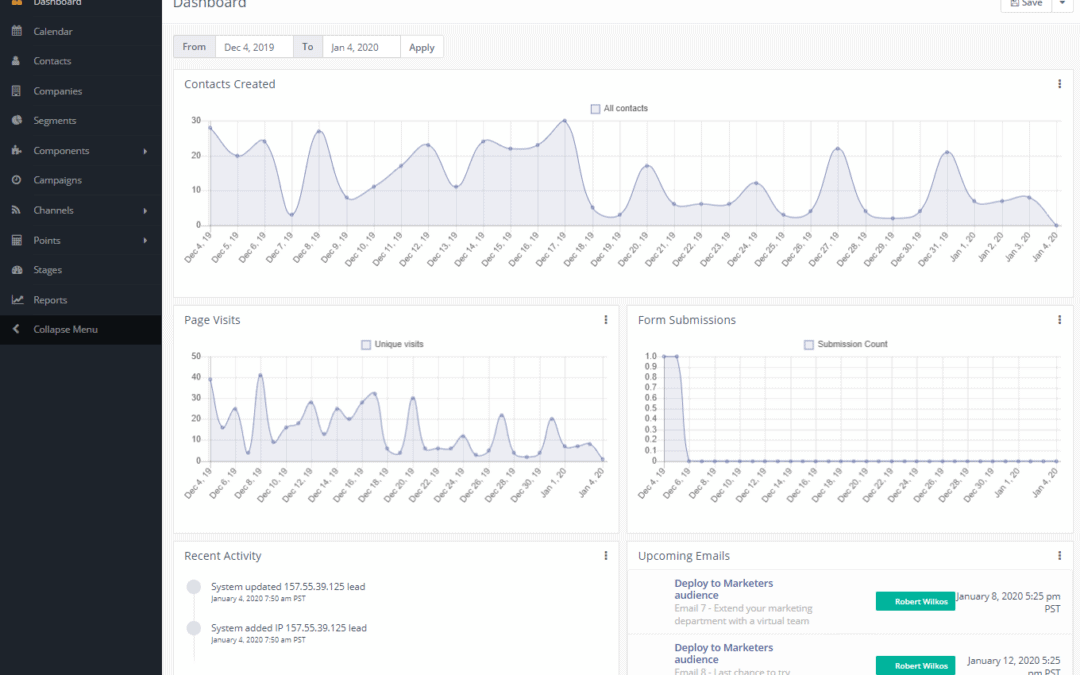 Dashboard
Calendar
Contacts
Companies
Segments
Components
Campaigns
Channels
Points
Stages
Reports
Collapse Menu
Dashboard
Save
From Dec 4, 2019 To Jan 4, 2020 Apply
Contacts Created
All contacts
30
20
10
0
Dec 4, 19 Dec 5, 19 Dec 6, 19 Dec 7, 19 Dec 8, 19 Dec 9, 19 Dec 10, 19 Dec 11, 19 Dec 12, 19 Dec 13, 19 Dec 14, 19 Dec 15, 19 Dec 16, 19 Dec 17, 19 Dec 18, 19 Dec 19, 19 Dec 20, 19 Dec 21, 19 Dec 22, 19 Dec 23, 19 Dec 24, 19 Dec 25, 19 Dec 26, 19 Dec 27, 19 Dec 28, 19 Dec 29, 19 Dec 30, 19 Dec 31, 19 Jan 1, 20 Jan 2, 20 Jan 3, 20 Jan 4, 20
Page Visits
Unique visits
50
40
30
20
10
0
Dec 4, 19 Dec 6, 19 Dec 8, 19 Dec 10, 19 Dec 12, 19 Dec 14, 19 Dec 16, 19 Dec 18, 19 Dec 20, 19 Dec 22, 19 Dec 24, 19 Dec 26, 19 Dec 28, 19 Dec 30, 19 Jan 1, 20 Jan 4, 20
Form Submissions
Submission Count
1.0
0.9
0.8
0.7
0.6
0.5
0.4
0.3
0.2
0.1
0
Dec 4, 19 Dec 6, 19 Dec 8, 19 Dec 10, 19 Dec 12, 19 Dec 14, 19 Dec 16, 19 Dec 18, 19 Dec 20, 19 Dec 22, 19 Dec 24, 19 Dec 26, 19 Dec 28, 19 Dec 30, 19 Jan 1, 20 Jan 4, 20
Recent Activity
System updated 157.55.39.125 lead
January 4, 2020 7:50 am PST
System added IP 157.55.39.125 lead
January 4, 2020 7:50 am PST
Upcoming Emails
Deploy to Marketers
audience
Email 7 - Extend your marketing
department with a virtual team
Robert Wilkos
January 8, 2020 5:25 pm
PST
Deploy to Marketers
audience
Email 8 - Last chance to try
Robert Wilkos
January 12, 2020 5:25
pm PST